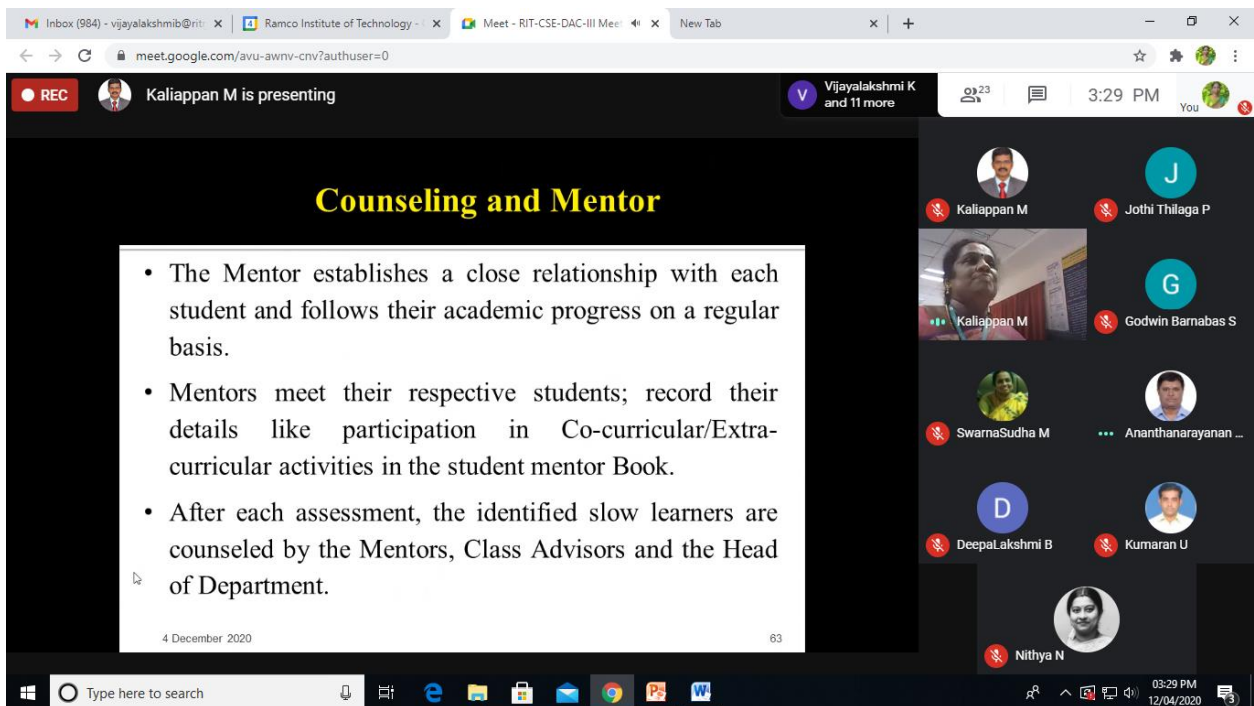 Inbox (984) - vijayalakshmib@rit
Ramco Institute of Technology -
Meet - RIT-CSE-DAC-III Mee
New Tab
meet.google.com/avu-awnv-cnv?authuser=0
REC
Kaliappan M is presenting
V
Vijayalakshmi K
and 11 more
23
3:29 PM
You
Counseling and Mentor
• The Mentor establishes a close relationship with each
student and follows their academic progress on a regular
basis.
• Mentors meet their respective students; record their
details like participation in Co-curricular/Extra-
curricular activities in the student mentor Book.
• After each assessment, the identified slow learners are
counseled by the Mentors, Class Advisors and the Head
of Department.
4 December 2020
63
Kaliappan M
J
Jothi Thilaga P
Kaliappan M
G
Godwin Barnabas S
SwarnaSudha M
Ananthanarayanan ...
D
DeepaLakshmi B
Kumaran U
Nithya N
Type here to search
03:29 PM
12/04/2020
3